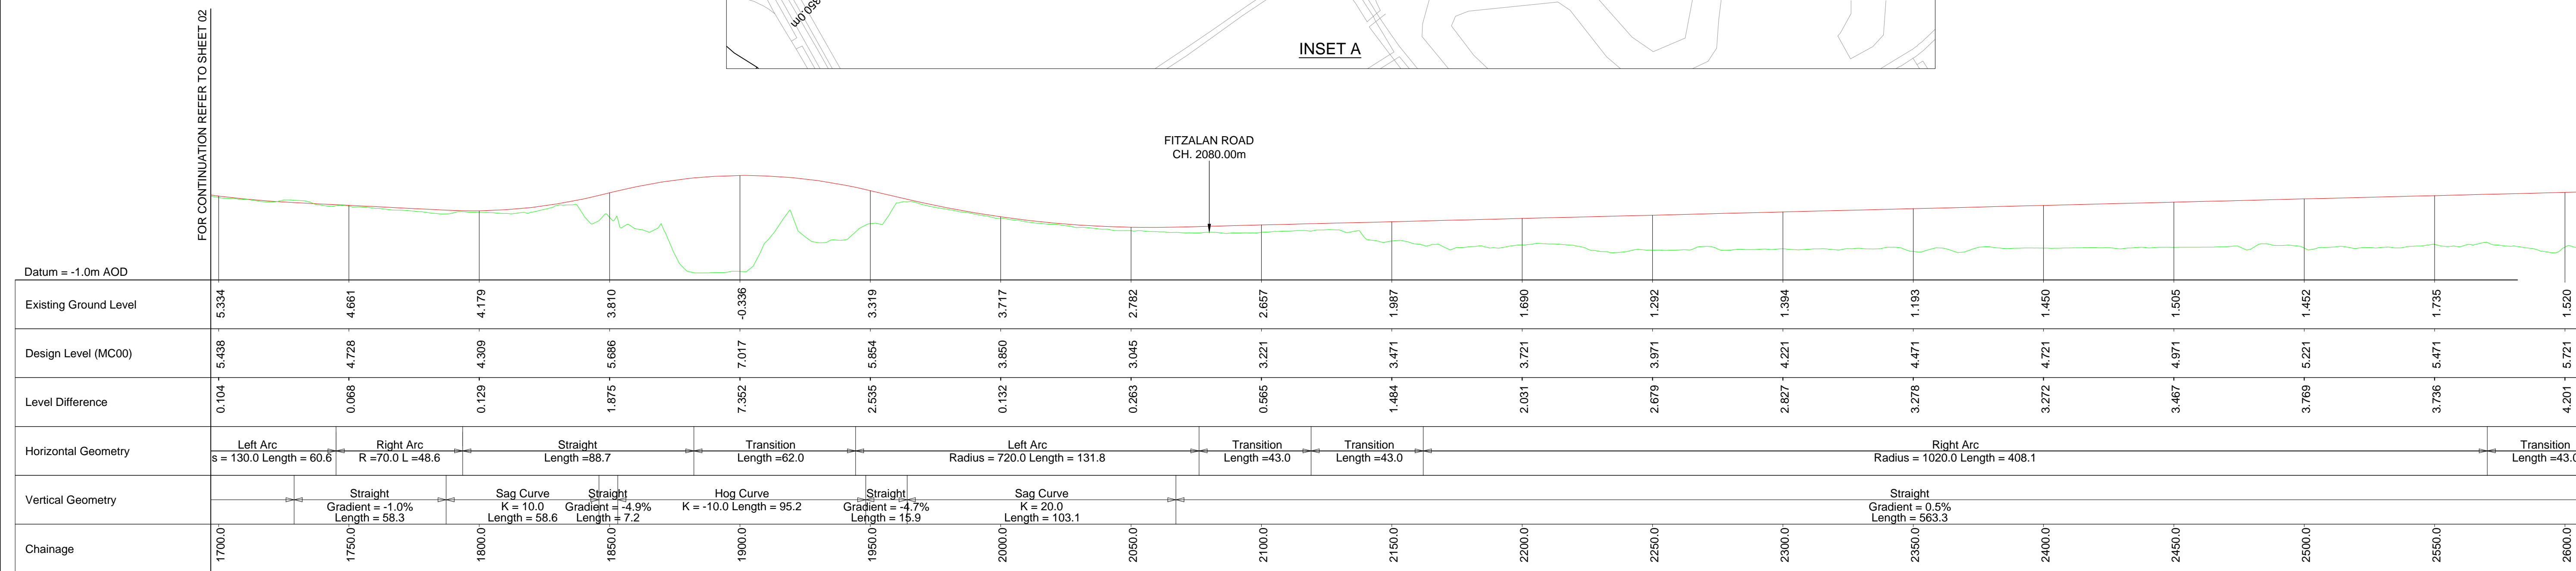 FOR CONTINUATION REFER TO SHEET 02
350.0m
INSET A
FITZALAN ROAD
CH. 2080.00m
Datum = -1.0m AOD
Existing Ground Level 5.334 4.661 4.179 3.810 -0.336 3.319 3.717 2.782 2.657 1.987 1.690 1.292 1.394 1.193 1.450 1.505 1.452 1.735 1.520
Design Level (MC00) 5.438 4.728 4.309 5.686 7.017 5.854 3.850 3.045 3.221 3.471 3.721 3.971 4.221 4.471 4.721 4.971 5.221 5.471 5.721
Level Difference 0.104 0.068 0.129 1.875 7.352 2.535 0.132 0.263 0.565 1.484 2.031 2.679 2.827 3.278 3.272 3.467 3.769 3.736 4.201
Horizontal Geometry
Left Arc Right Arc Straight Transition Left Arc Transition Transition Right Arc Transition
s = 130.0 Length = 60.6 R =70.0 L =48.6 Length =88.7 Length =62.0 Radius = 720.0 Length = 131.8 Length =43.0 Length =43.0 Radius = 1020.0 Length = 408.1 Length =43.0
Vertical Geometry
Straight Sag Curve Straight Hog Curve Straight Sag Curve Straight
Gradient = -1.0% K = 10.0 Gradient = -4.9% K = -10.0 Length = 95.2 Gradient = -4.7% K = 20.0 Gradient = 0.5%
Length = 58.3 Length = 58.6 Length = 7.2 Length = 15.9 Length = 103.1 Length = 563.3
Chainage 1700.0 1750.0 1800.0 1850.0 1900.0 1950.0 2000.0 2050.0 2100.0 2150.0 2200.0 2250.0 2300.0 2350.0 2400.0 2450.0 2500.0 2550.0 2600.0